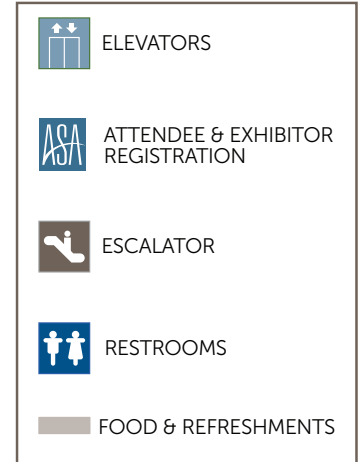 ELEVATORS
ASA
ATTENDEE & EXHIBITOR
REGISTRATION
ESCALATOR
RESTROOMS
FOOD & REFRESHMENTS